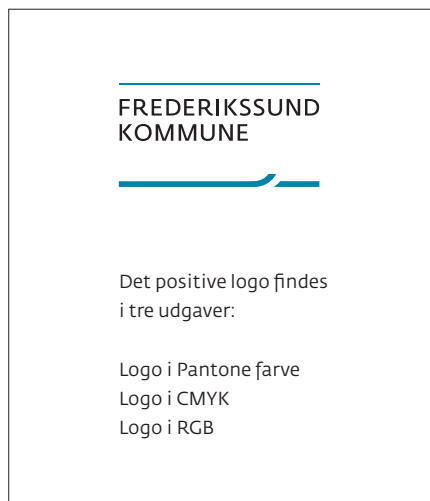 FREDERIKSSUND
KOMMUNE
Det positive logo findes
i tre udgaver:
Logo i Pantone farve
Logo i CMYK
Logo i RGB